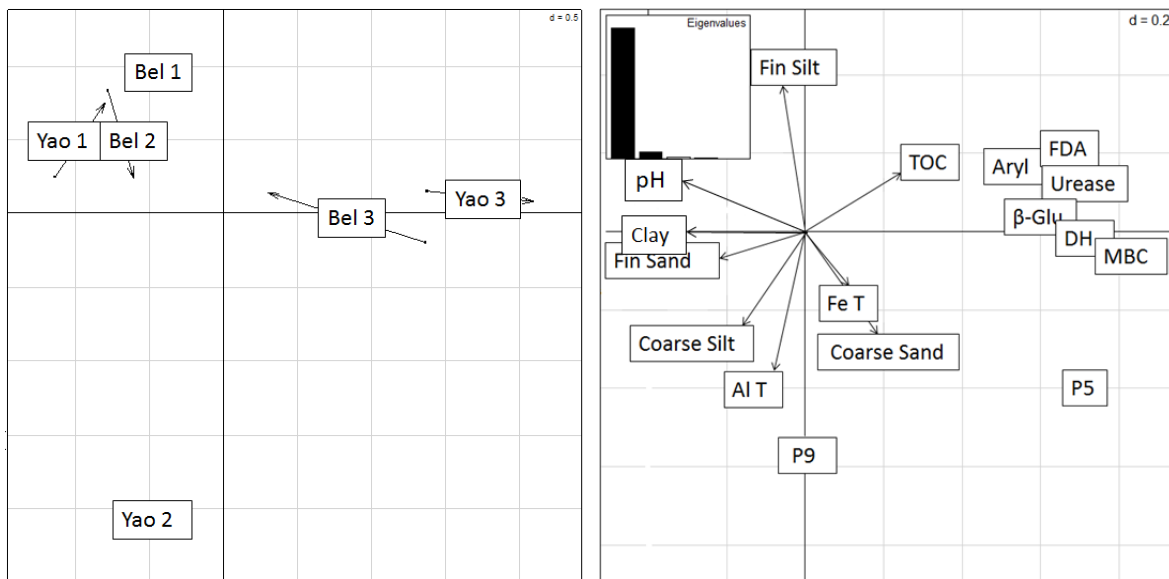 d = 0.5
Bel 1
Yao 1
Bel 2
Yao 3
Bel 3
Yao 2
Eigenvalues
d = 0.2
Fin Silt
FDA
TOC
Aryl
pH
Urease
β-Glu
Clay
DH
MBC
Fin Sand
Fe T
Coarse Silt
Coarse Sand
Al T
P5
P9